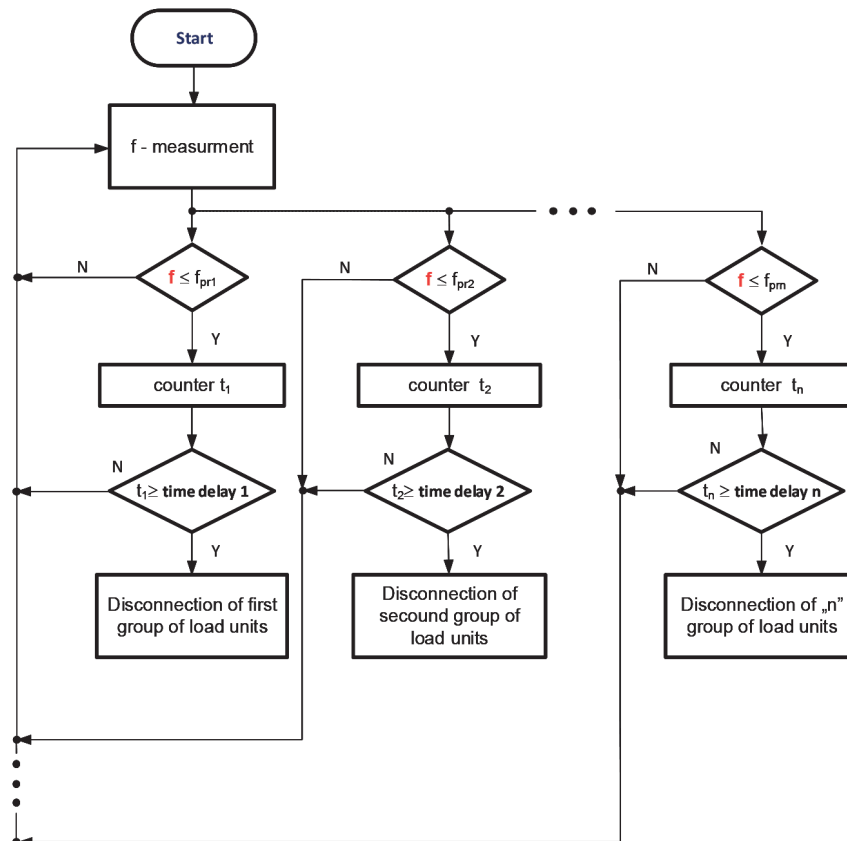 Start
f - measurment
N
f ≤ fpr1
N
f ≤ fpr2
N
f ≤ fprn
Y
Y
Y
counter t1
counter t2
counter tn
N
t1≥ time delay 1
N
t2≥ time delay 2
N
tn ≥ time delay n
Y
Y
Y
Disconnection of first
group of load units
Disconnection of
secound group of
load units
Disconnection of „n”
group of load units